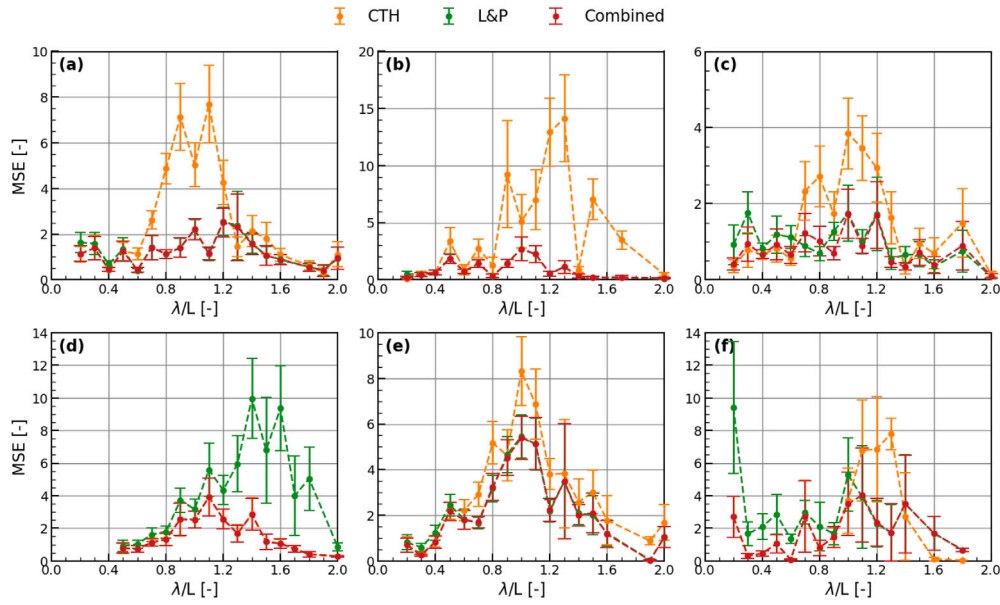 CTH L&P Combined
(a) (b) (c)
MSE [-]
10 8 6 4 2 0
0.0 0.4 0.8 1.2 1.6 2.0
λ/L [-]
20 15 10 5 0
0.0 0.4 0.8 1.2 1.6 2.0
λ/L [-]
6 4 2 0
0.0 0.4 0.8 1.2 1.6 2.0
λ/L [-]
(d) (e) (f)
MSE [-]
14 12 10 8 6 4 2 0
0.0 0.4 0.8 1.2 1.6 2.0
λ/L [-]
10 8 6 4 2 0
0.0 0.4 0.8 1.2 1.6 2.0
λ/L [-]
14 12 10 8 6 4 2 0
0.0 0.4 0.8 1.2 1.6 2.0
λ/L [-]